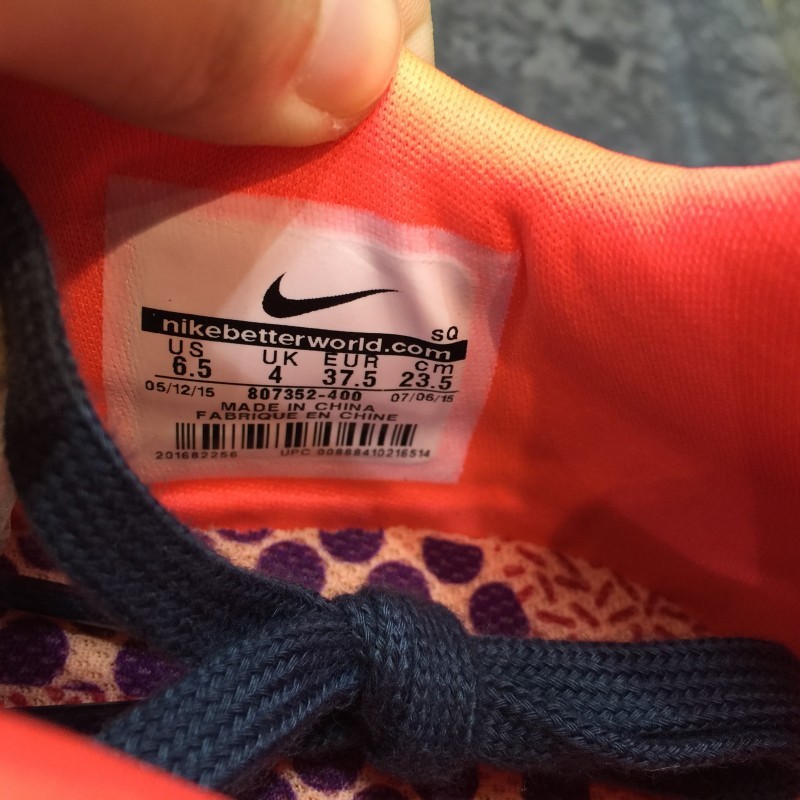 SQ
nikebetterworld.com
US UK EUR cm
6.5 4 37.5 23.5
05/12/15 807352-400 07/06/15
MADE IN CHINA
FABRIQUE EN CHINE
201682256 UPC 00888410216514